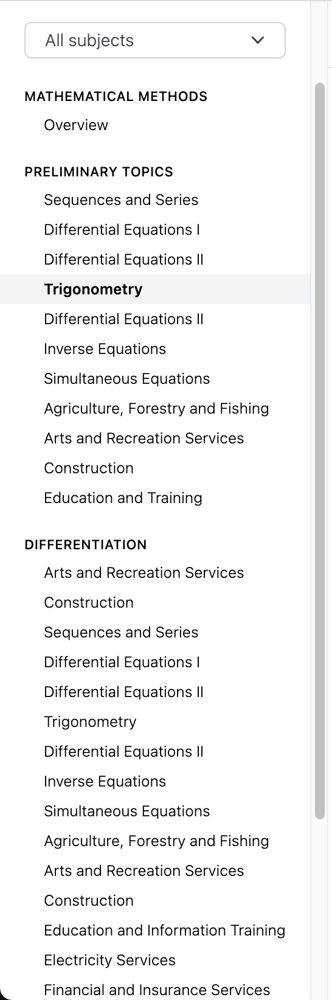 All subjects
MATHEMATICAL METHODS
Overview
PRELIMINARY TOPICS
Sequences and Series
Differential Equations I
Differential Equations II
Trigonometry
Differential Equations II
Inverse Equations
Simultaneous Equations
Agriculture, Forestry and Fishing
Arts and Recreation Services
Construction
Education and Training
DIFFERENTIATION
Arts and Recreation Services
Construction
Sequences and Series
Differential Equations I
Differential Equations II
Trigonometry
Differential Equations II
Inverse Equations
Simultaneous Equations
Agriculture, Forestry and Fishing
Arts and Recreation Services
Construction
Education and Information Training
Electricity Services
Financial and Insurance Services